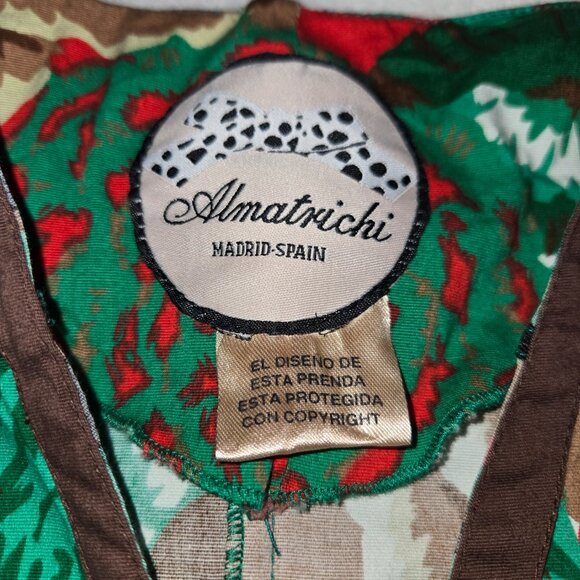 Almatrichi
MADRID-SPAIN
EL DISEÑO DE
ESTA PRENDA
ESTA PROTEGIDA
CON COPYRIGHT